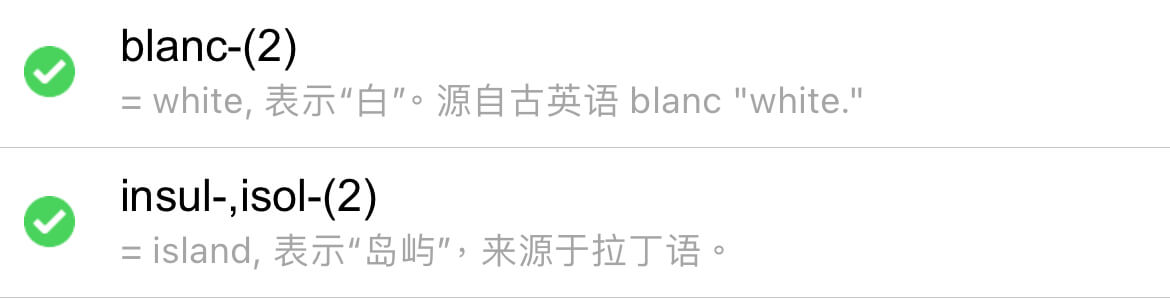 blanc-(2)
= white, 表示“白”。源自古英语 blanc "white."
insul-,isol-(2)
= island, 表示“岛屿”，来源于拉丁语。